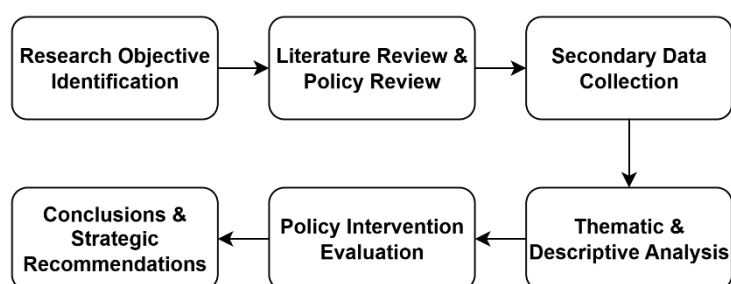 Research Objective
Identification
Literature Review &
Policy Review
Secondary Data
Collection
Thematic &
Descriptive Analysis
Policy Intervention
Evaluation
Conclusions &
Strategic
Recommendations